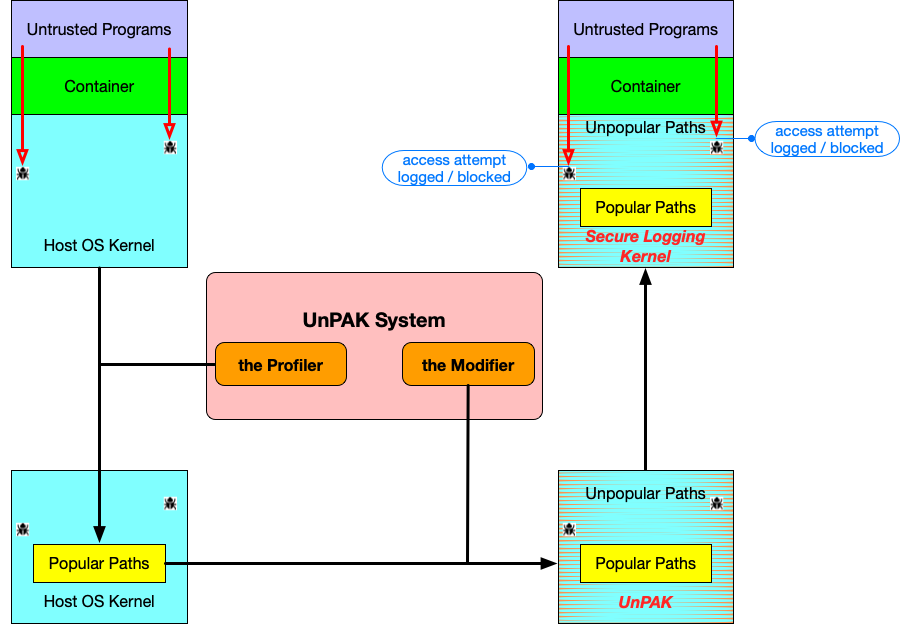 Untrusted Programs
Container
Host OS Kernel
Untrusted Programs
Container
Unpopular Paths
access attempt
logged / blocked
access attempt
logged / blocked
Popular Paths
Secure Logging
Kernel
UnPAK System
the Profiler
the Modifier
Popular Paths
Host OS Kernel
Unpopular Paths
Popular Paths
UnPAK